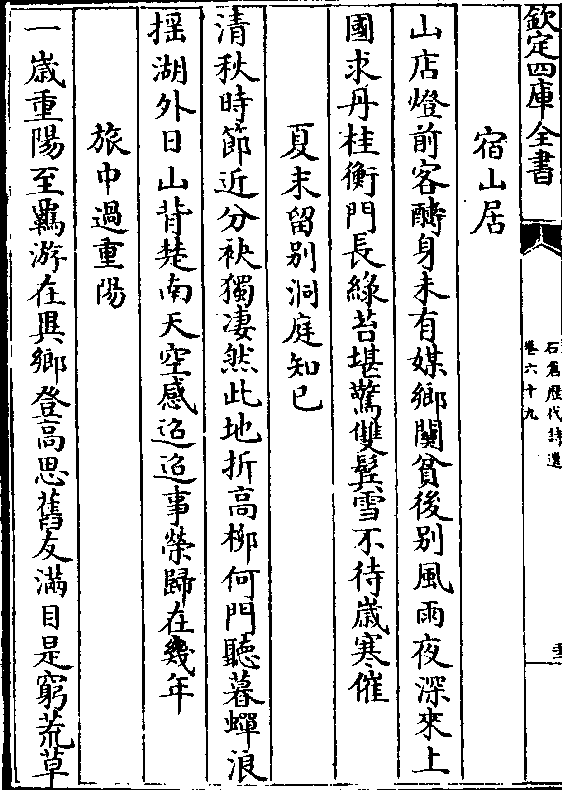 欽定四庫全書
石倉歷代詩選
卷六十九
宿山居
山店燈前客醻身未有媒鄉關貧後别風雨夜深來上
國求丹桂衡門長綠苔堪驚雙鬂雪不待歲寒催
夏末留别洞庭知已
清秋時節近分袂獨凄然此地折高栁何門聽暮蟬浪
揺湖外日山背楚南天空感迢迢事榮歸在幾年
旅中過重陽
一歲重陽至羈游在異鄉登高思舊友滿目是窮荒草